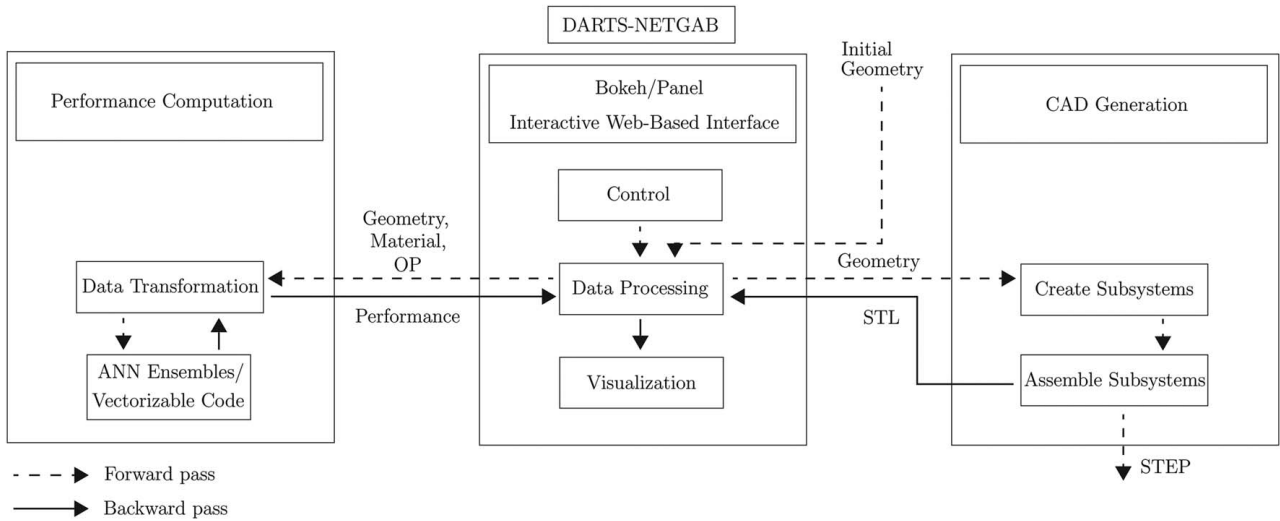 DARTS-NETGAB
Performance Computation
Data Transformation
ANN Ensembles/
Vectorizable Code
Geometry,
Material,
OP
Performance
Bokeh/Panel
Interactive Web-Based Interface
Control
Data Processing
Visualization
Initial
Geometry
Geometry
STL
CAD Generation
Create Subsystems
Assemble Subsystems
STEP
Forward pass
Backward pass